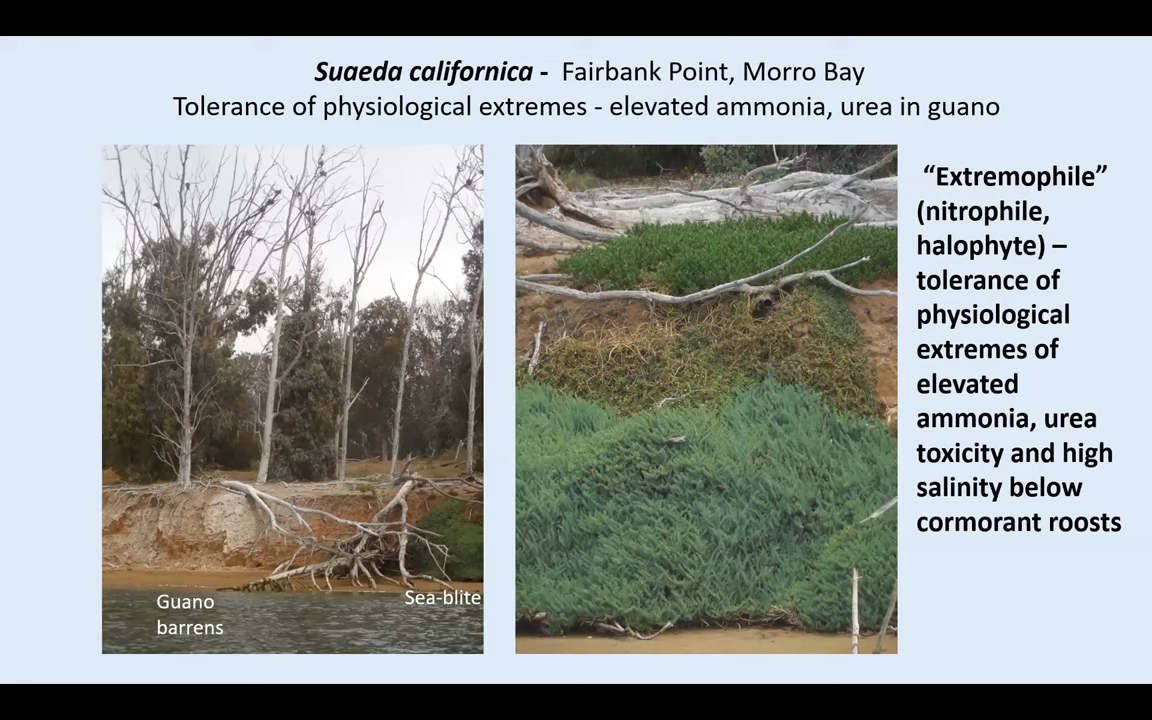 Suaeda californica - Fairbank Point, Morro Bay
Tolerance of physiological extremes - elevated ammonia, urea in guano
“Extremophile”
(nitrophile,
halophyte) –
tolerance of
physiological
extremes of
elevated
ammonia, urea
toxicity and high
salinity below
cormorant roosts
Guano
barrens
Sea-blite